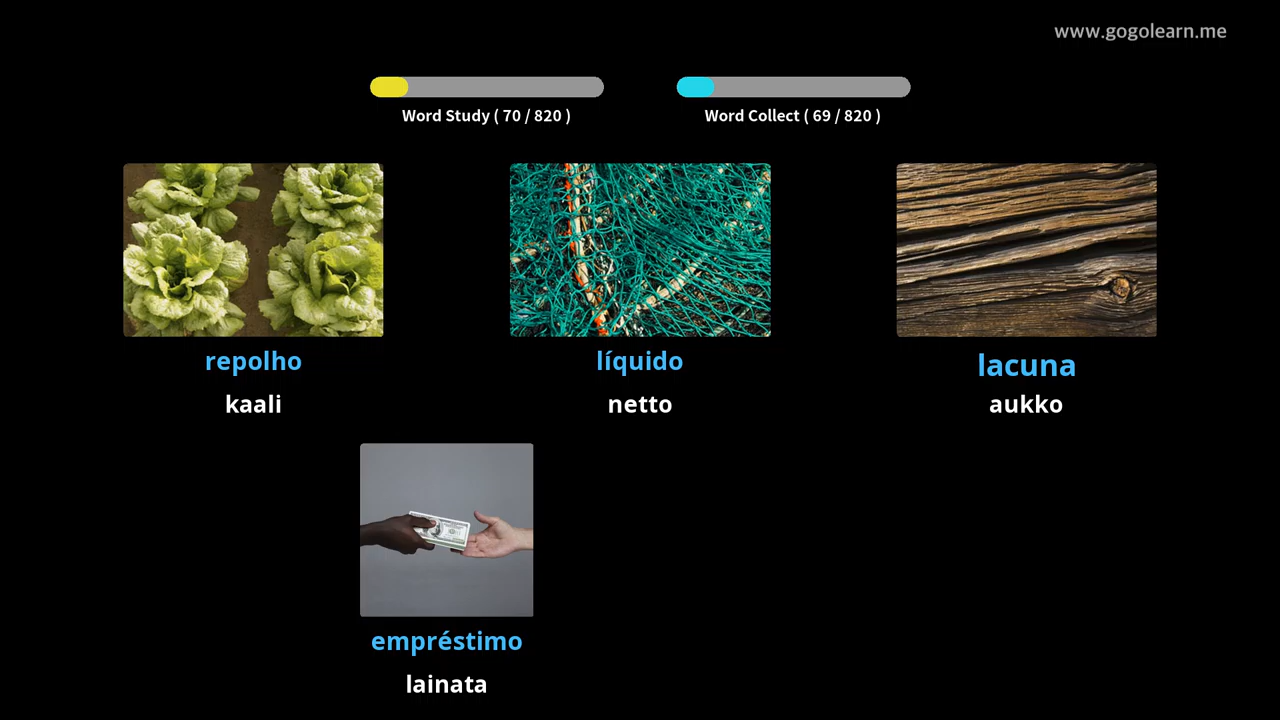 www.gogolearn.me
Word Study ( 70 / 820 )
Word Collect ( 69 / 820 )
repolho
líquido
lacuna
kaali
netto
aukko
empréstimo
lainata